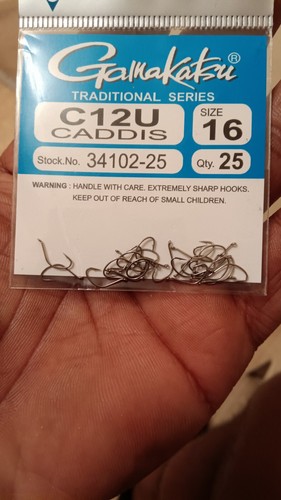 Gamakatsu®
TRADITIONAL SERIES
C12U
CADDIS
SIZE
16
Stock.No. 34102-25
Qty. 25
WARNING : HANDLE WITH CARE. EXTREMELY SHARP HOOKS.
KEEP OUT OF REACH OF SMALL CHILDREN.